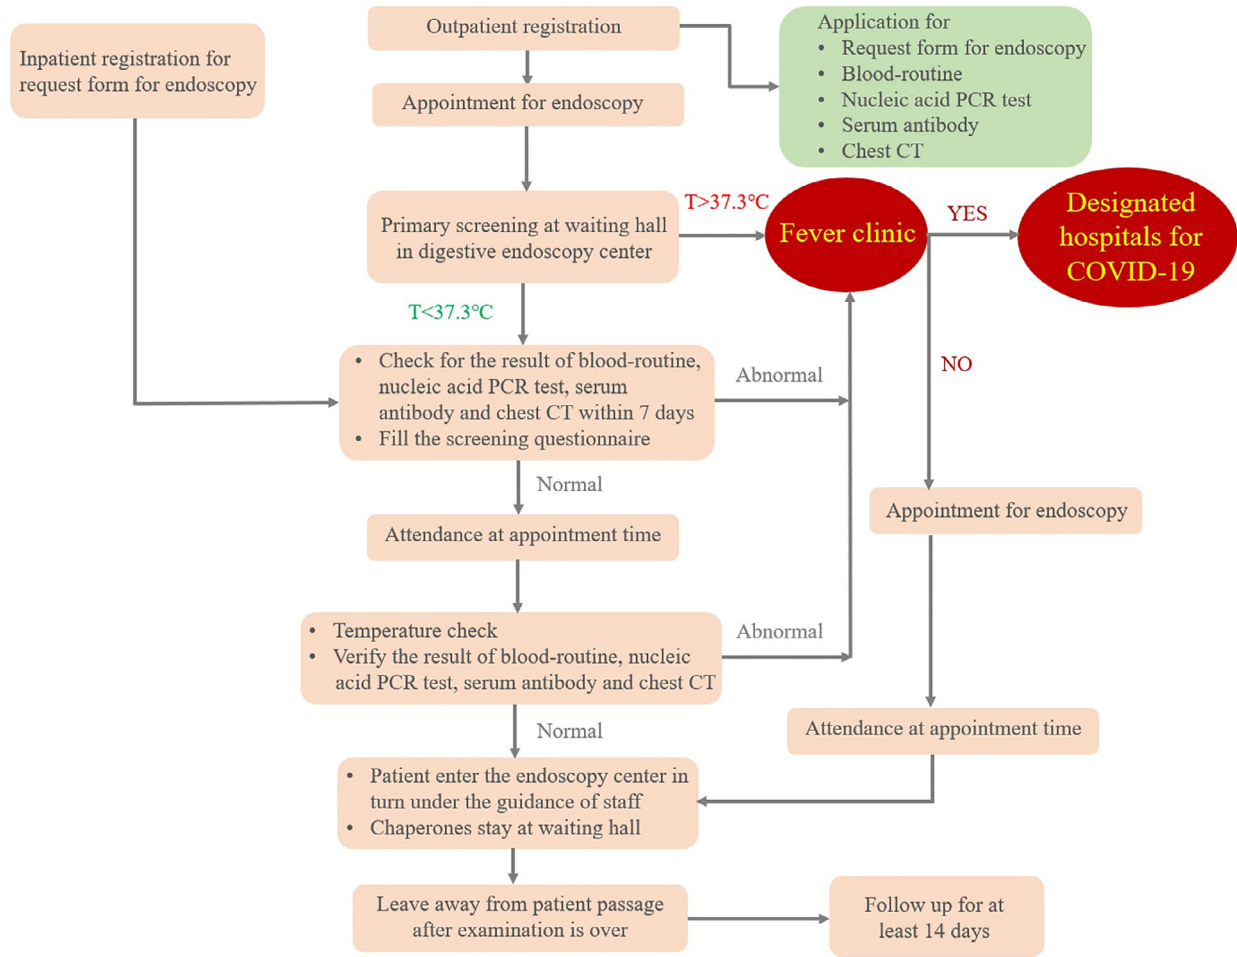 Outpatient registration
Application for
• Request form for endoscopy
• Blood-routine
• Nucleic acid PCR test
• Serum antibody
• Chest CT
Inpatient registration for
request form for endoscopy
Appointment for endoscopy
Primary screening at waiting hall
in digestive endoscopy center
T>37.3℃
Fever clinic
YES
Designated
hospitals for
COVID-19
T<37.3℃
NO
• Check for the result of blood-routine,
nucleic acid PCR test, serum
antibody and chest CT within 7 days
• Fill the screening questionnaire
Abnormal
Normal
Attendance at appointment time
Appointment for endoscopy
• Temperature check
• Verify the result of blood-routine, nucleic
acid PCR test, serum antibody and chest CT
Abnormal
Normal
Attendance at appointment time
• Patient enter the endoscopy center in
turn under the guidance of staff
• Chaperones stay at waiting hall
Leave away from patient passage
after examination is over
Follow up for at
least 14 days